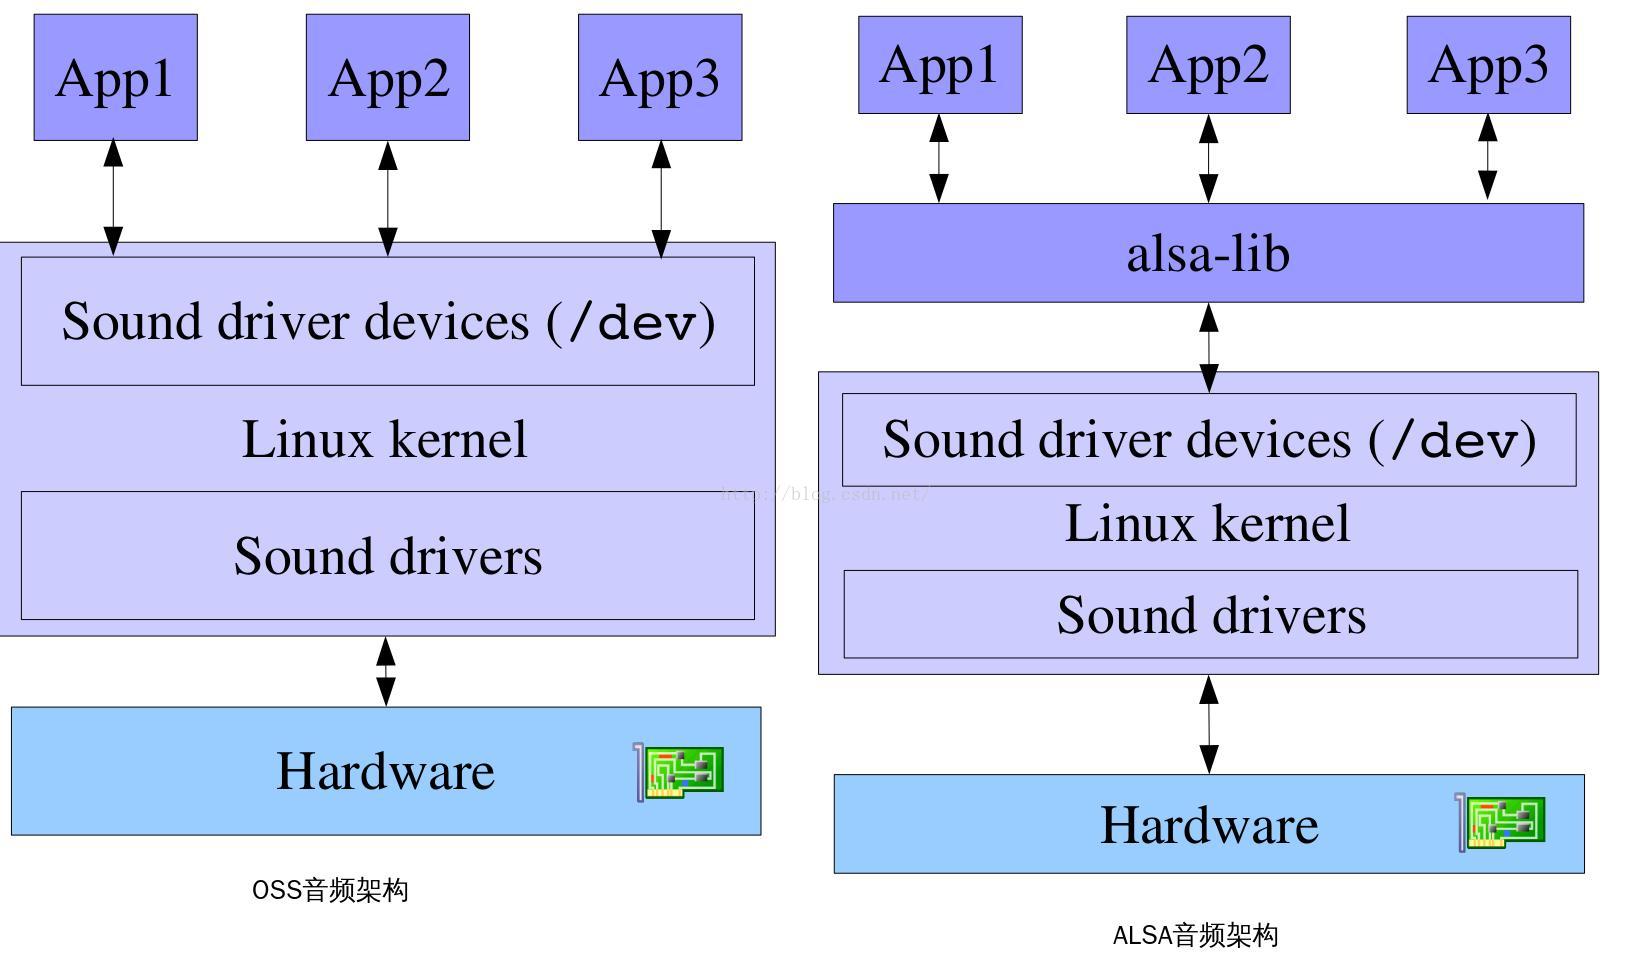 App1
App2
App3
Sound driver devices (/dev)
Linux kernel
Sound drivers
Hardware
OSS音频架构
App1
App2
App3
alsa-lib
Sound driver devices (/dev)
Linux kernel
Sound drivers
Hardware
ALSA音频架构
http://blog.csdn.net/